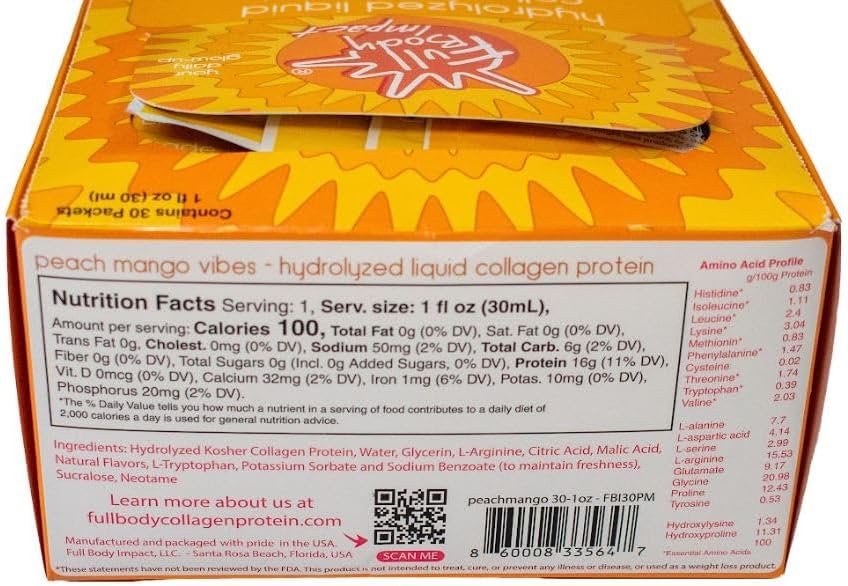 hydrolyzed liquid
full
body
impact®
your
daily
glow-up
Contains 30 Packets
1 fl oz (30 ml)
peach mango vibes - hydrolyzed liquid collagen protein
Nutrition Facts Serving: 1, Serv. size: 1 fl oz (30mL),
Amount per serving: Calories 100, Total Fat 0g (0% DV), Sat. Fat 0g (0% DV),
Trans Fat 0g, Cholest. 0mg (0% DV), Sodium 50mg (2% DV), Total Carb. 6g (2% DV),
Fiber 0g (0% DV), Total Sugars 0g (Incl. 0g Added Sugars, 0% DV), Protein 16g (11% DV),
Vit. D 0mcg (0% DV), Calcium 32mg (2% DV), Iron 1mg (6% DV), Potas. 10mg (0% DV),
Phosphorus 20mg (2% DV).
*The % Daily Value tells you how much a nutrient in a serving of food contributes to a daily diet of
2,000 calories a day is used for general nutrition advice.
Ingredients: Hydrolyzed Kosher Collagen Protein, Water, Glycerin, L-Arginine, Citric Acid, Malic Acid,
Natural Flavors, L-Tryptophan, Potassium Sorbate and Sodium Benzoate (to maintain freshness),
Sucralose, Neotame
Learn more about us at
fullbodycollagenprotein.com
Manufactured and packaged with pride in the USA.
Full Body Impact, LLC. - Santa Rosa Beach, Florida, USA
SCAN ME
peachmango 30-1oz - FBI30PM
8 60008 33564 7
Amino Acid Profile
g/100g Protein
Histidine* 0.83
Isoleucine* 1.11
Leucine* 2.4
Lysine* 3.04
Methionin* 0.83
Phenylalanine* 1.47
Cysteine 0.02
Threonine* 1.74
Tryptophan* 0.39
Valine* 2.03
L-alanine 7.7
L-aspartic acid 4.14
L-serine 2.99
L-arginine 15.53
Glutamate 9.17
Glycine 20.98
Proline 12.43
Tyrosine 0.53
Hydroxylysine 1.34
Hydroxyproline 11.31
100
*Essential Amino Acids
*These statements have not been reviewed by the FDA. This product is not intended to treat, cure, or prevent any illness or disease, or used as a weight loss product.